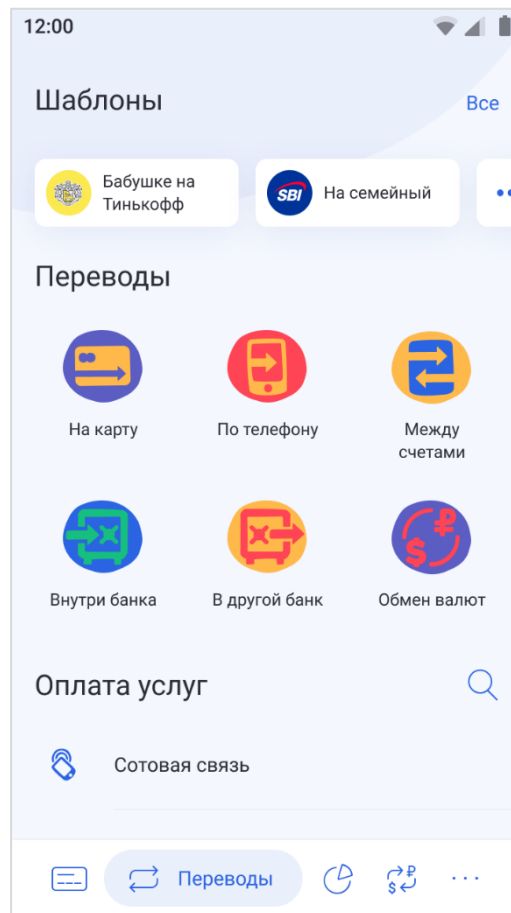 12:00
Шаблоны
Все
Бабушке на
Тинькофф
SBI
На семейный
Переводы
На карту
По телефону
Между
счетами
Внутри банка
В другой банк
Обмен валют
Оплата услуг
Сотовая связь
Переводы